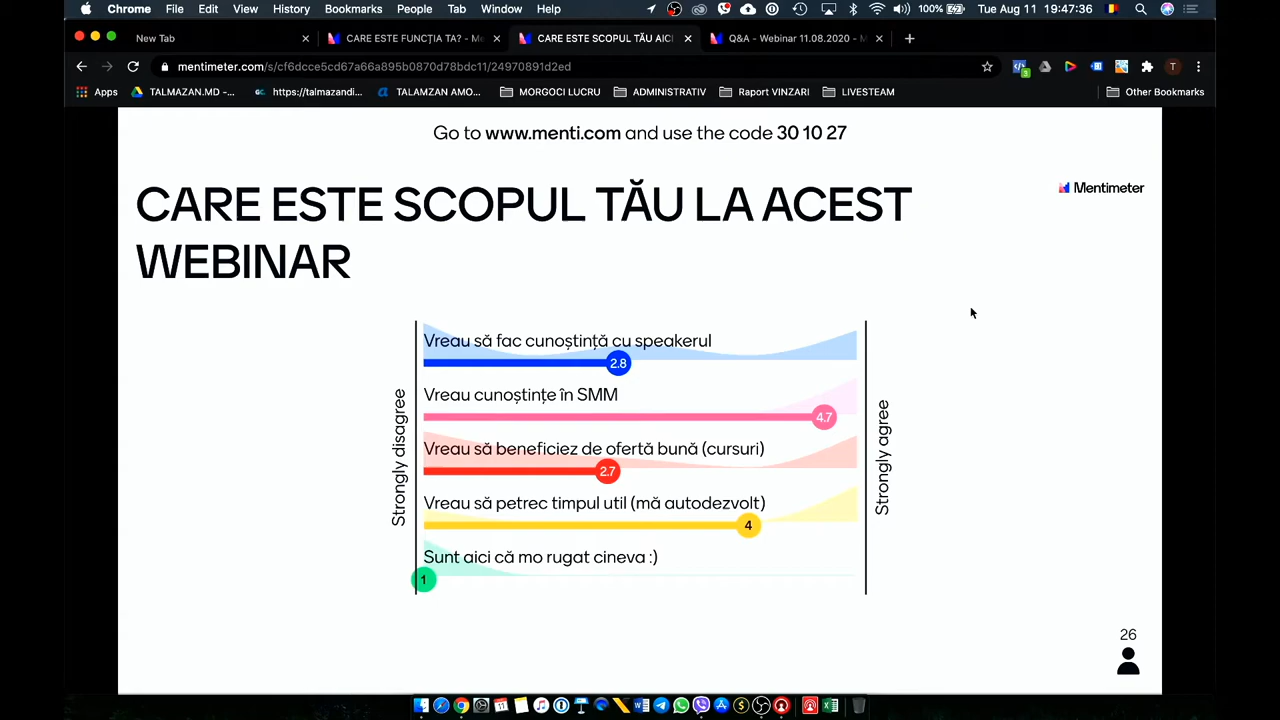 Chrome File Edit View History Bookmarks People Tab Window Help 100% Tue Aug 11 19:47:36
New Tab CARE ESTE FUNCȚIA TA? - Me CARE ESTE SCOPUL TĂU AICI Q&A - Webinar 11.08.2020 - M
mentimeter.com/s/cf6dcce5cd67a66a895b0870d78bdc11/24970891d2ed
Apps TALMAZAN.MD -... https://talmazandi... TALAMZAN AMO... MORGOCI LUCRU ADMINISTRATIV Raport VINZARI LIVESTEAM Other Bookmarks
Go to www.menti.com and use the code 30 10 27
CARE ESTE SCOPUL TĂU LA ACEST
WEBINAR
Mentimeter
Strongly disagree
Vreau să fac cunoștință cu speakerul
2.8
Vreau cunoștințe în SMM
4.7
Vreau să beneficiez de ofertă bună (cursuri)
2.7
Vreau să petrec timpul util (mă autodezvolt)
4
Sunt aici că mo rugat cineva :)
1
Strongly agree
26